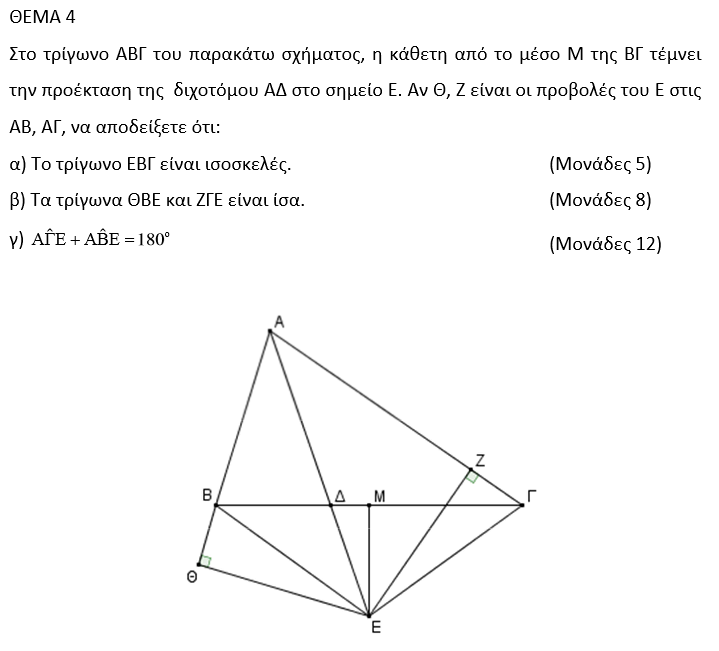 ΘΕΜΑ 4
Στο τρίγωνο ΑΒΓ του παρακάτω σχήματος, η κάθετη από το μέσο Μ της ΒΓ τέμνει
την προέκταση της διχοτόμου ΑΔ στο σημείο Ε. Αν Θ, Ζ είναι οι προβολές του Ε στις
ΑΒ, ΑΓ, να αποδείξετε ότι:
α) Το τρίγωνο ΕΒΓ είναι ισοσκελές. (Μονάδες 5)
β) Τα τρίγωνα ΘΒΕ και ΖΓΕ είναι ίσα. (Μονάδες 8)
γ) ΑΓ̂Ε + ΑΒ̂Ε = 180° (Μονάδες 12)
Α
Ζ
Β Δ Μ Γ
Θ
Ε